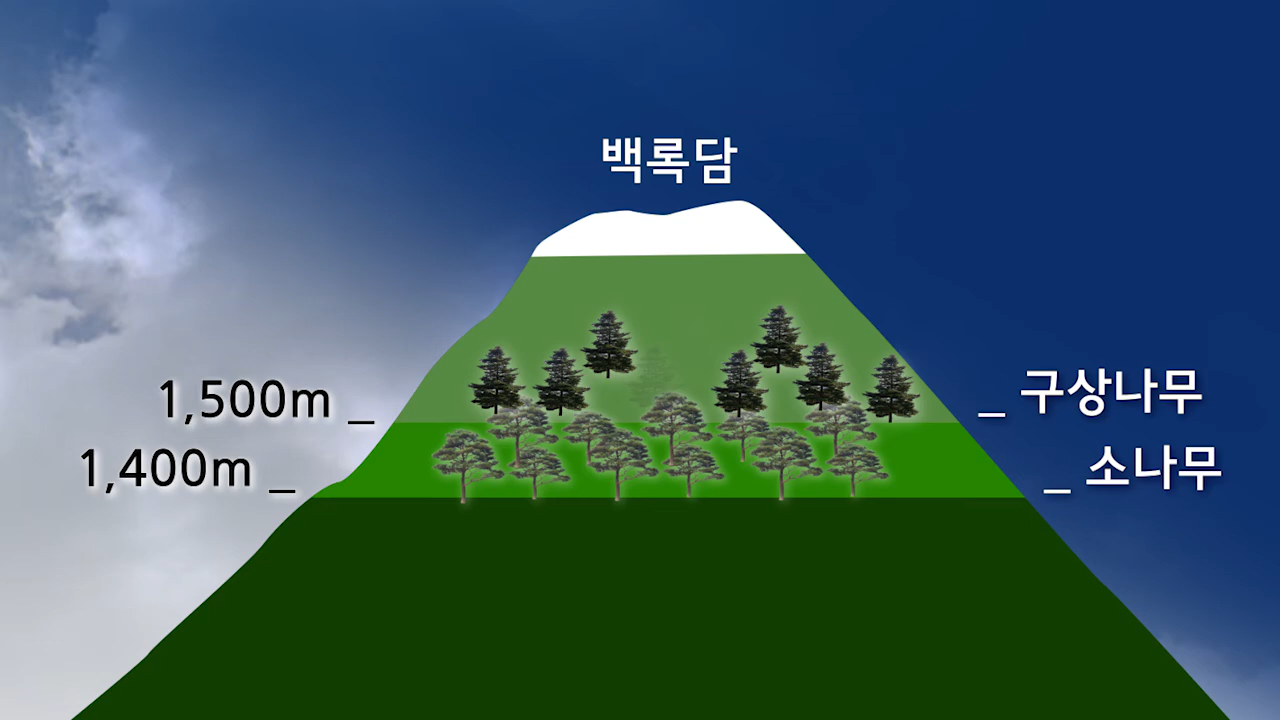 백록담
1,500m _ _ 구상나무
1,400m _ _ 소나무